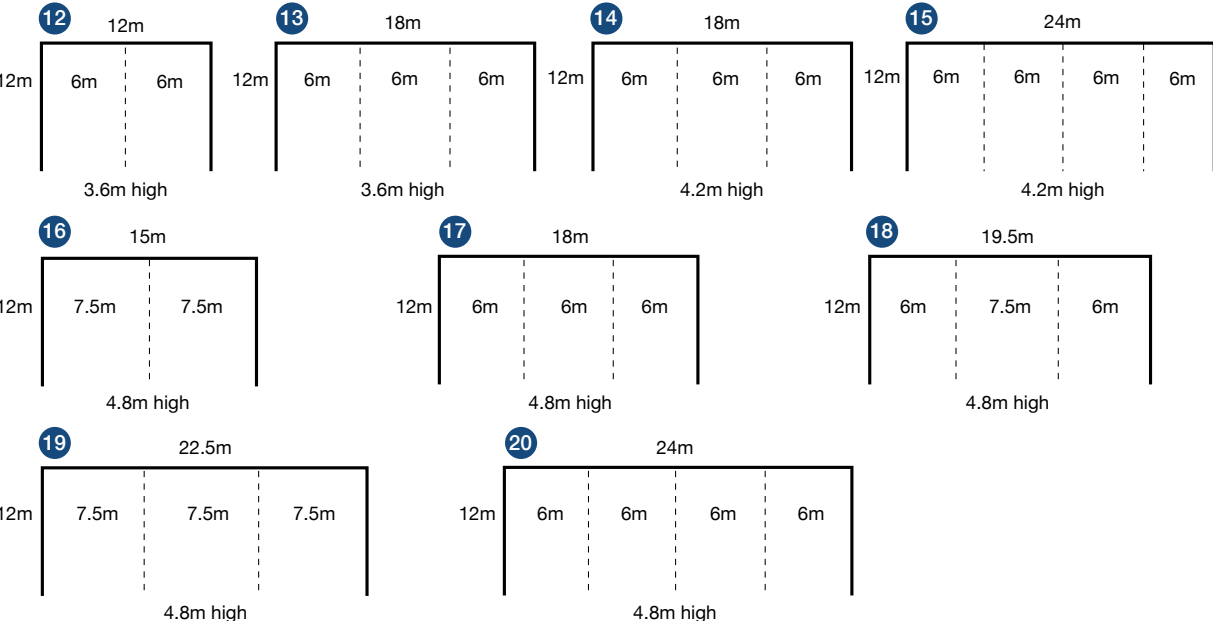 12 12m
12m 6m 6m
3.6m high
13 18m
12m 6m 6m 6m
3.6m high
14 18m
12m 6m 6m 6m
4.2m high
15 24m
12m 6m 6m 6m 6m
4.2m high
16 15m
12m 7.5m 7.5m
4.8m high
17 18m
12m 6m 6m 6m
4.8m high
18 19.5m
12m 6m 7.5m 6m
4.8m high
19 22.5m
12m 7.5m 7.5m 7.5m
4.8m high
20 24m
12m 6m 6m 6m 6m
4.8m high